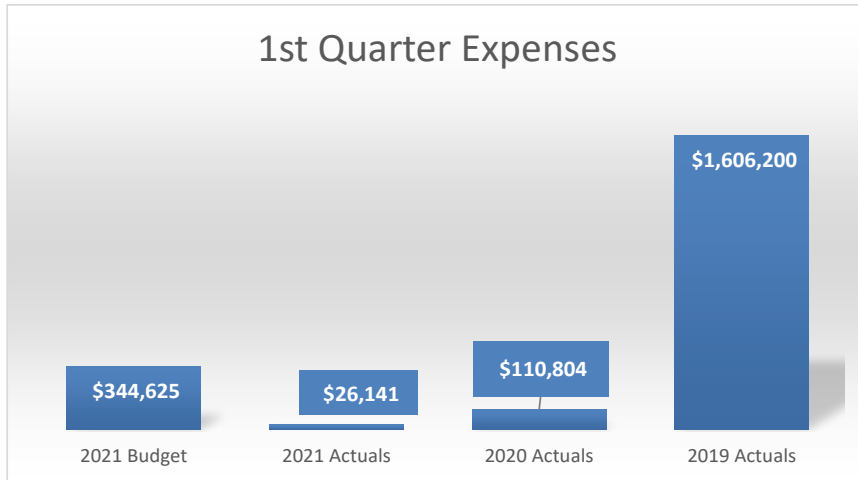 1st Quarter Expenses
$1,606,200
$344,625
$26,141
$110,804
2021 Budget
2021 Actuals
2020 Actuals
2019 Actuals